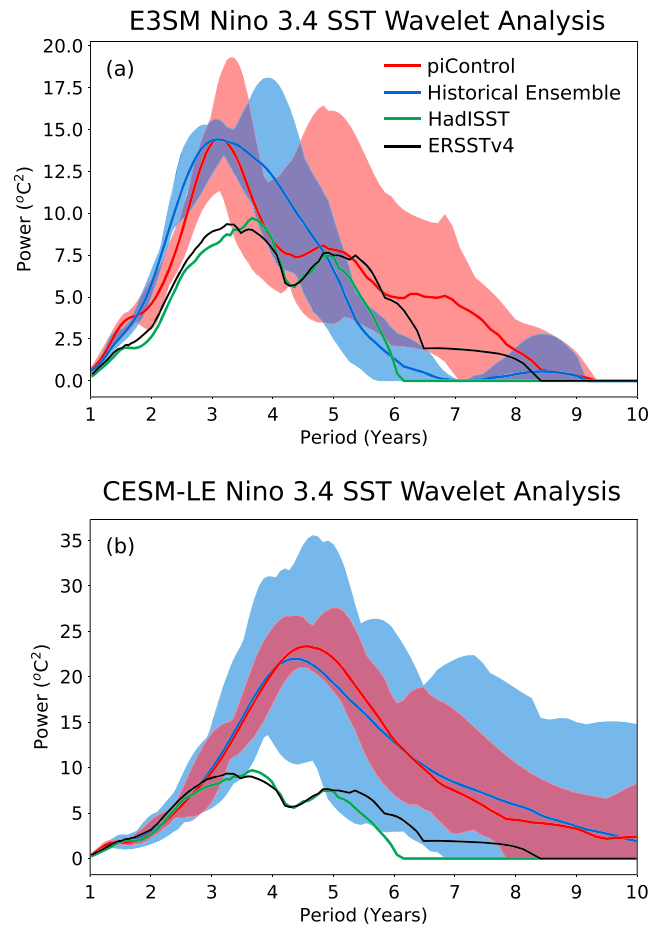 E3SM Nino 3.4 SST Wavelet Analysis
20.0
17.5
15.0
12.5
10.0
7.5
5.0
2.5
0.0
Power (°C²)
(a)
piControl
Historical Ensemble
HadISST
ERSSTv4
1 2 3 4 5 6 7 8 9 10
Period (Years)
CESM-LE Nino 3.4 SST Wavelet Analysis
35
30
25
20
15
10
5
0
Power (°C²)
(b)
1 2 3 4 5 6 7 8 9 10
Period (Years)